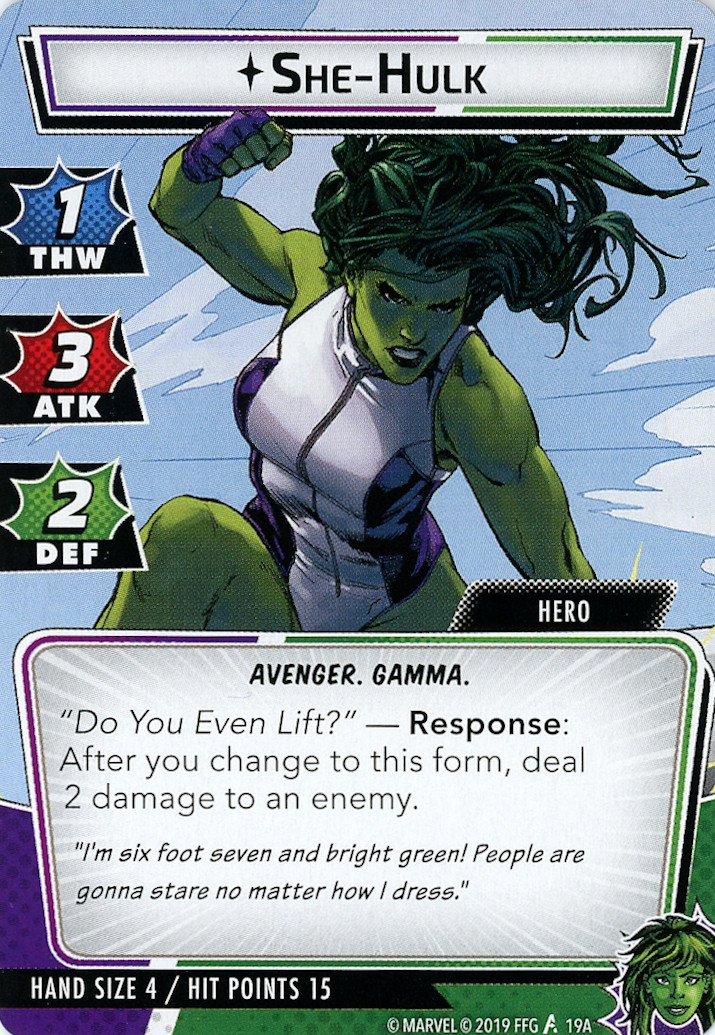 She-Hulk
1
THW
3
ATK
2
DEF
HERO
AVENGER. GAMMA.
“Do You Even Lift?” — Response:
After you change to this form, deal
2 damage to an enemy.
"I'm six foot seven and bright green! People are
gonna stare no matter how I dress."
HAND SIZE 4 / HIT POINTS 15
© MARVEL © 2019 FFG 19A